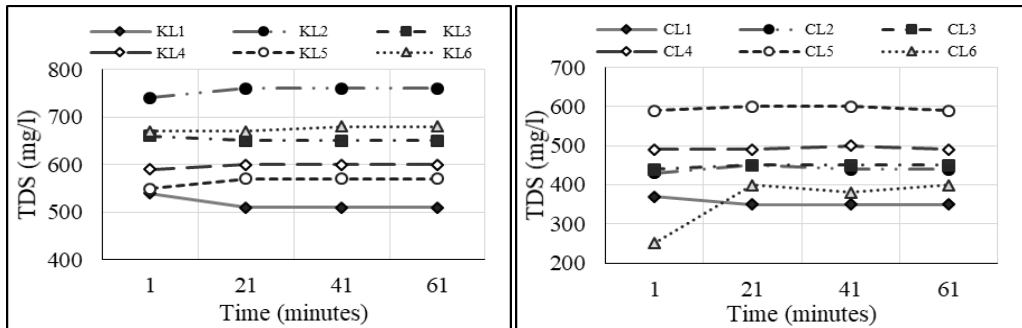 KL1 KL2 KL3
KL4 KL5 KL6
800
700
600
500
400
TDS (mg/l)
1 21 41 61
Time (minutes)
CL1 CL2 CL3
CL4 CL5 CL6
700
600
500
400
300
200
TDS (mg/l)
1 21 41 61
Time (minutes)